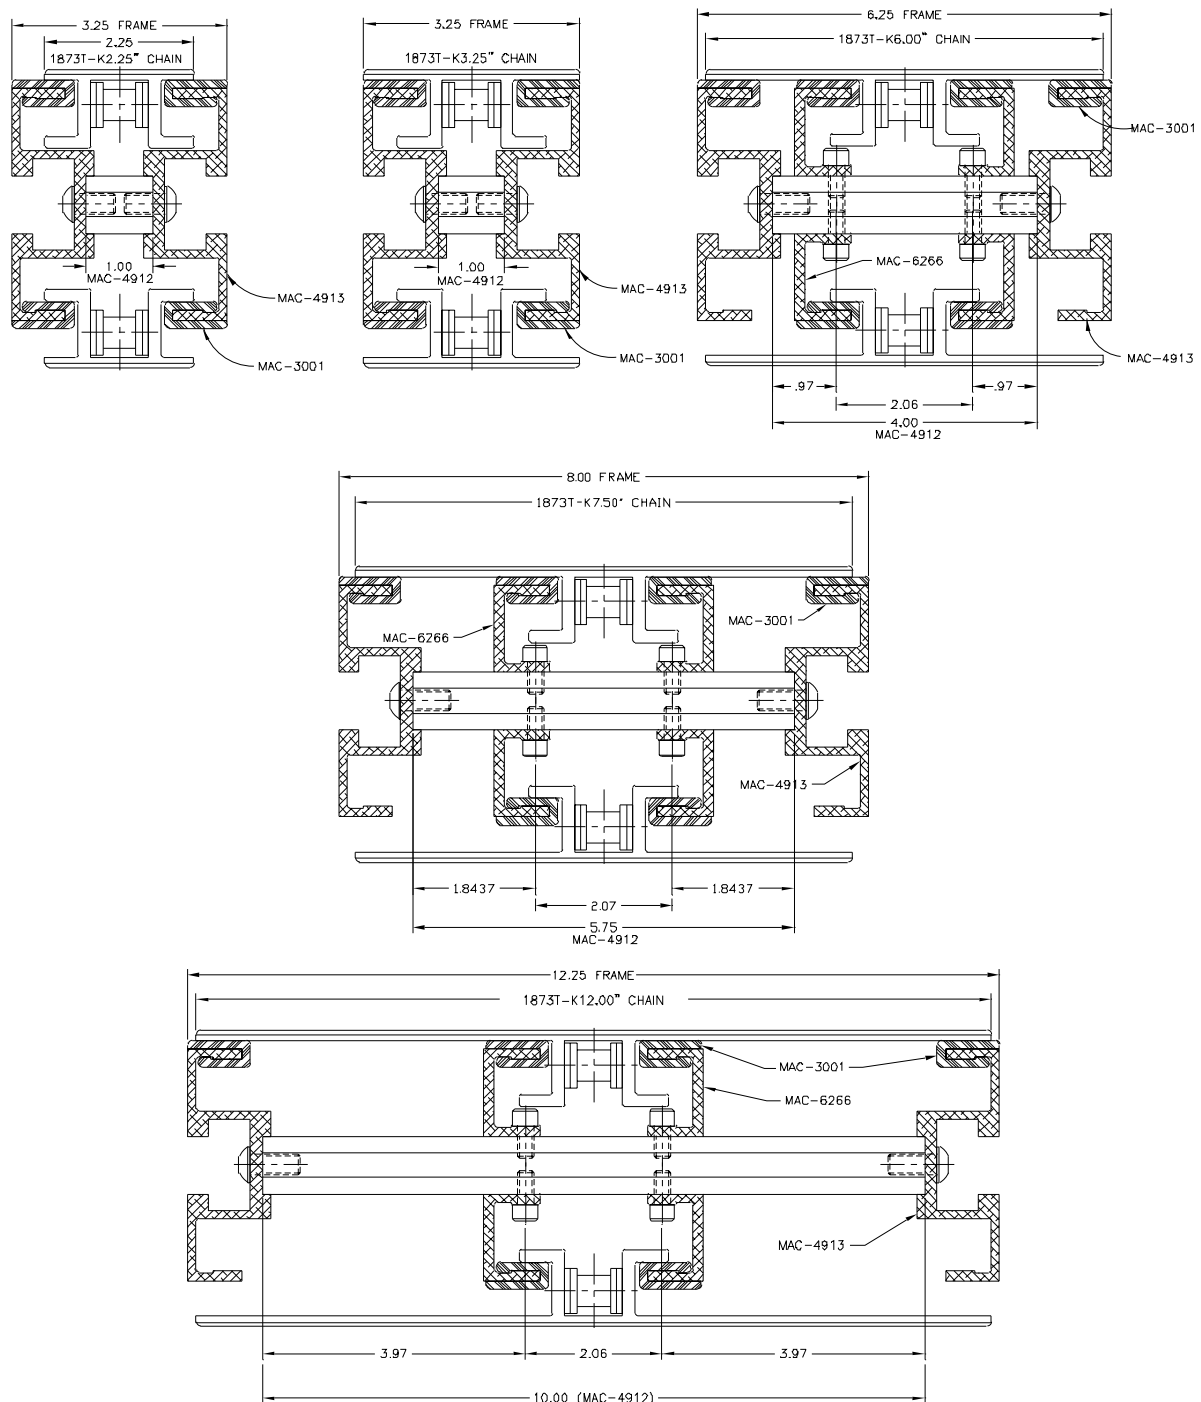 3.25 FRAME
2.25
1873T-K2.25" CHAIN
1.00
MAC-4912
MAC-4913
MAC-3001
3.25 FRAME
1873T-K3.25" CHAIN
1.00
MAC-4912
MAC-4913
MAC-3001
6.25 FRAME
1873T-K6.00" CHAIN
MAC-3001
MAC-6266
MAC-4913
.97
.97
2.06
4.00
MAC-4912
8.00 FRAME
1873T-K7.50" CHAIN
MAC-6266
MAC-3001
MAC-4913
1.8437
1.8437
2.07
5.75
MAC-4912
12.25 FRAME
1873T-K12.00" CHAIN
MAC-3001
MAC-6266
MAC-4913
3.97
2.06
3.97
10.00 (MAC-4912)